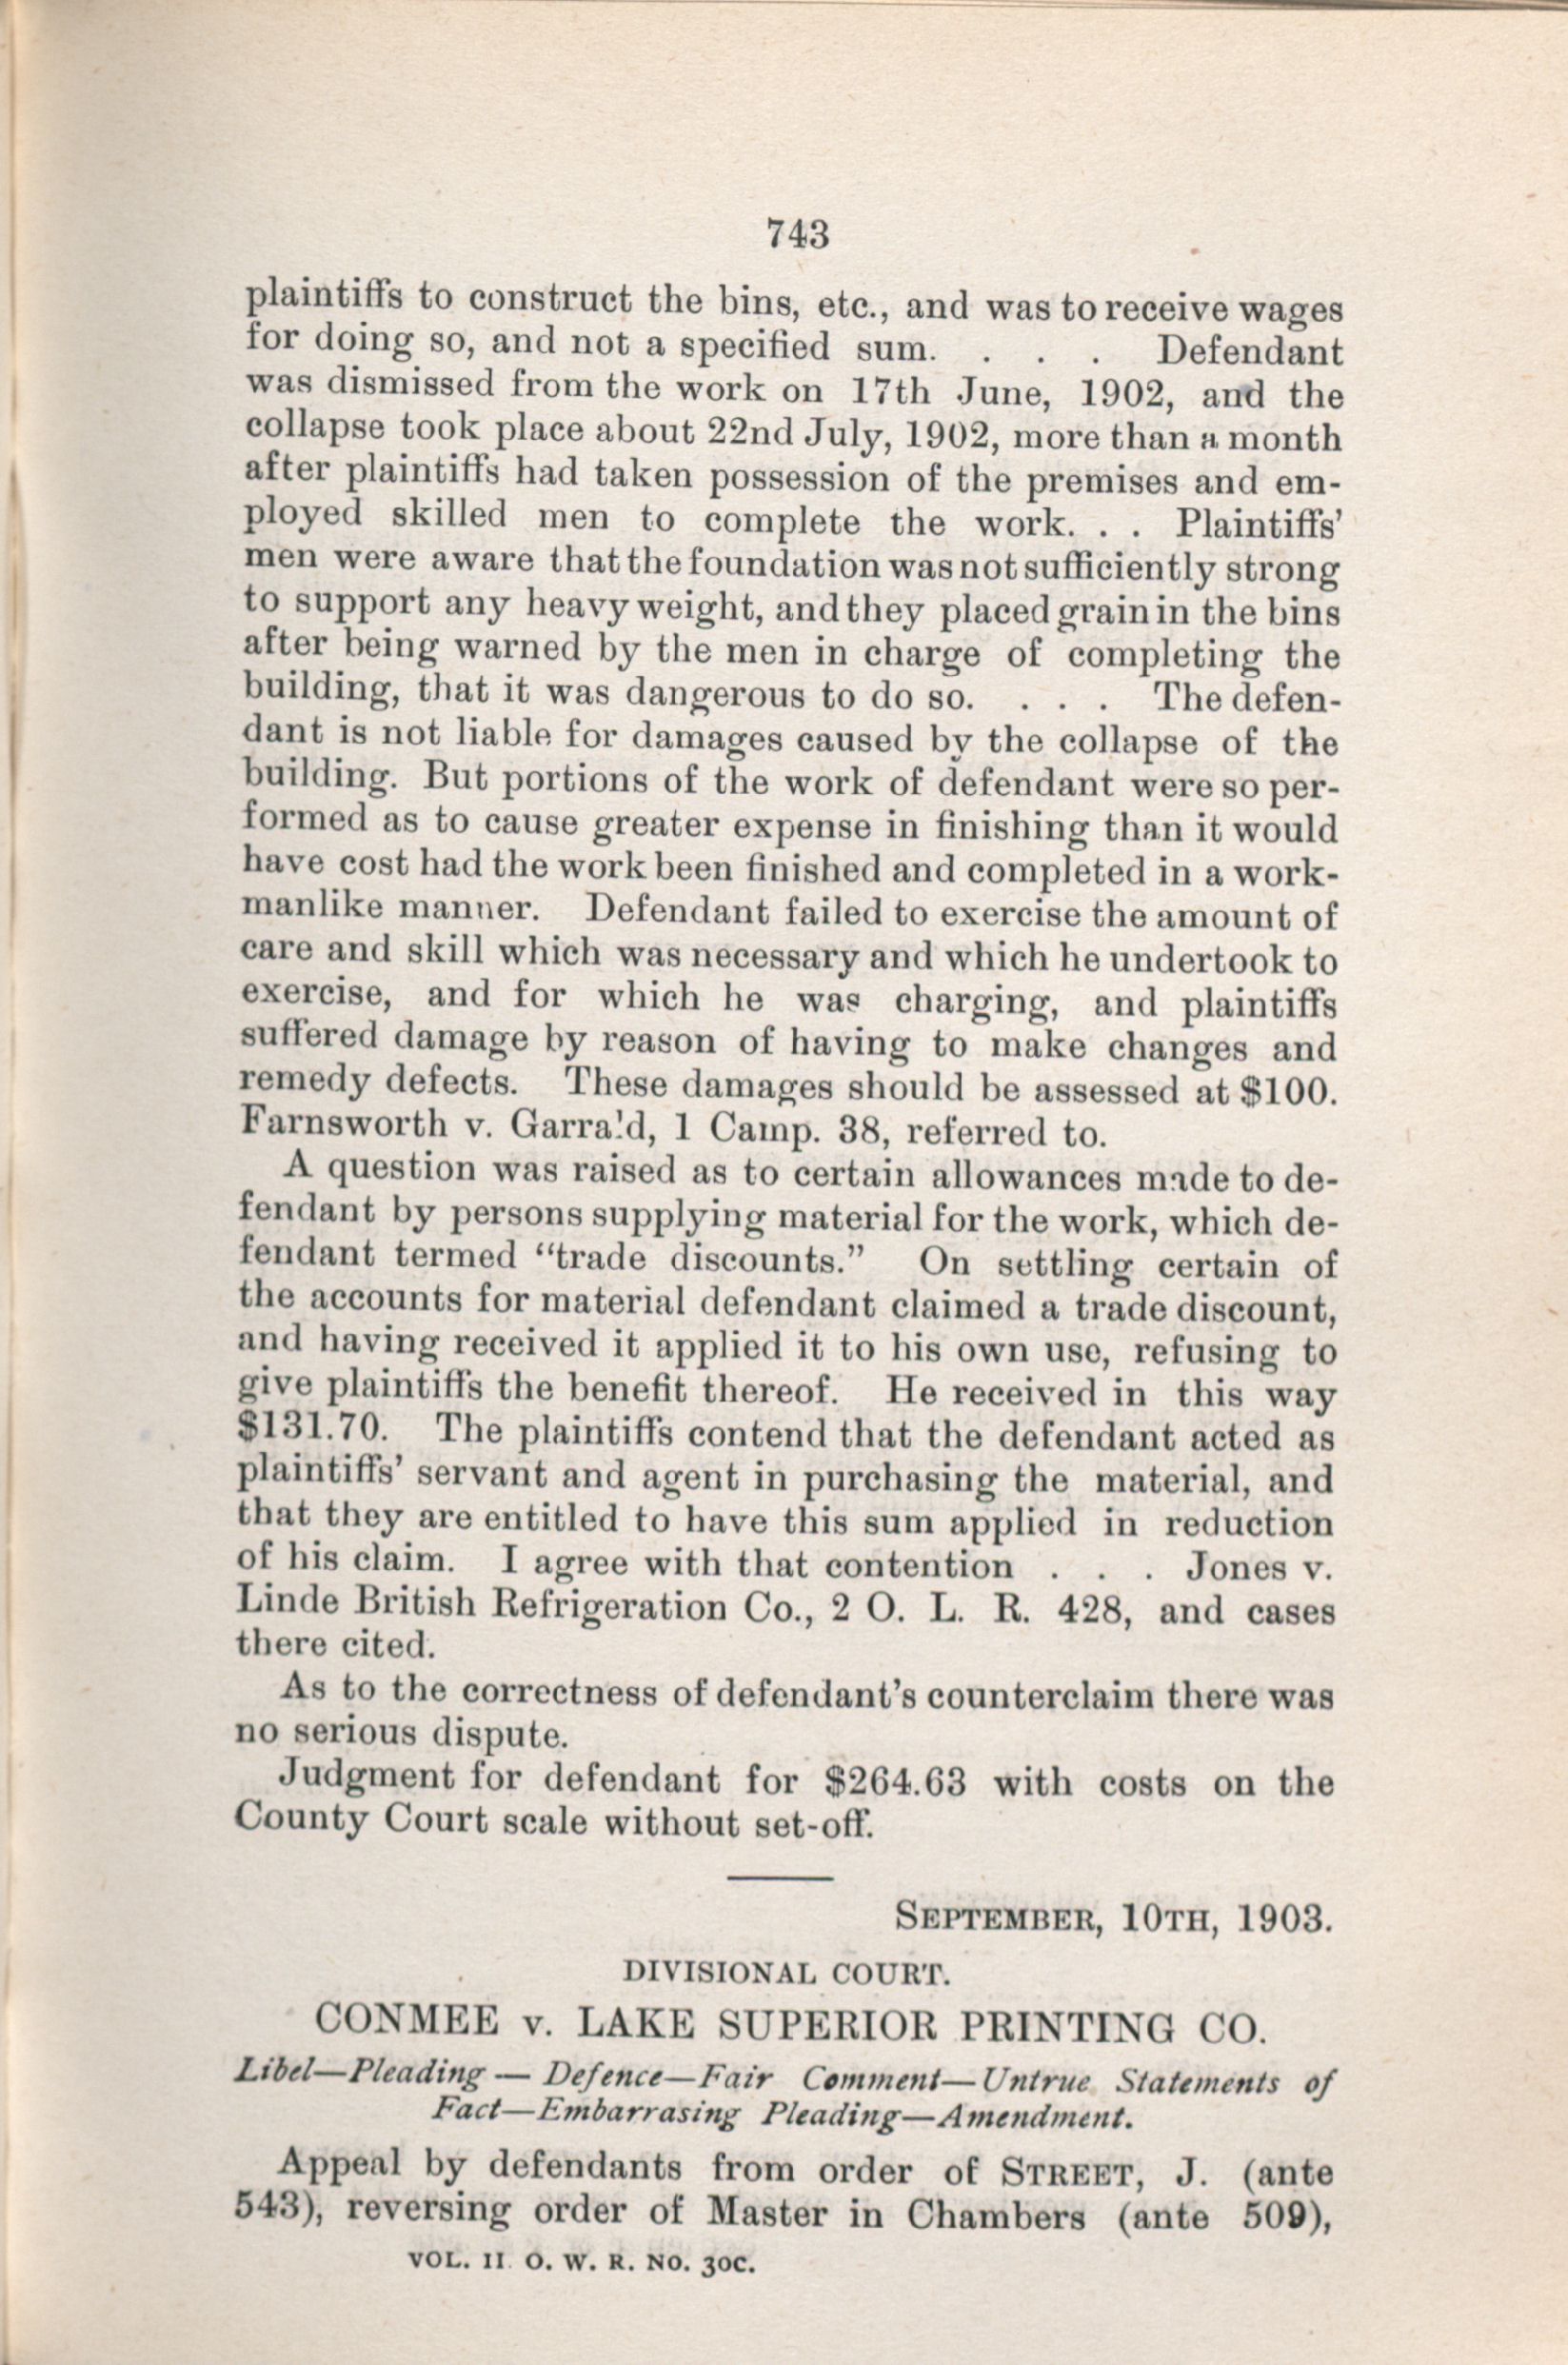 743
plaintiffs to construct the bins, etc., and was to receive wages
for doing so, and not a specified sum. . . . Defendant
was dismissed from the work on 17th June, 1902, and the
collapse took place about 22nd July, 1902, more than a month
after plaintiffs had taken possession of the premises and em-
ployed skilled men to complete the work. . . Plaintiffs'
men were aware that the foundation was not sufficiently strong
to support any heavy weight, and they placed grain in the bins
after being warned by the men in charge of completing the
building, that it was dangerous to do so. . . . The defen-
dant is not liable for damages caused by the collapse of the
building. But portions of the work of defendant were so per-
formed as to cause greater expense in finishing than it would
have cost had the work been finished and completed in a work-
manlike manner. Defendant failed to exercise the amount of
care and skill which was necessary and which he undertook to
exercise, and for which he was charging, and plaintiffs
suffered damage by reason of having to make changes and
remedy defects. These damages should be assessed at $100.
Farnsworth v. Garrald, 1 Camp. 38, referred to.
A question was raised as to certain allowances made to de-
fendant by persons supplying material for the work, which de-
fendant termed "trade discounts." On settling certain of
the accounts for material defendant claimed a trade discount,
and having received it applied it to his own use, refusing to
give plaintiffs the benefit thereof. He received in this way
$131.70. The plaintiffs contend that the defendant acted as
plaintiffs' servant and agent in purchasing the material, and
that they are entitled to have this sum applied in reduction
of his claim. I agree with that contention . . . Jones v.
Linde British Refrigeration Co., 2 O. L. R. 428, and cases
there cited.
As to the correctness of defendant's counterclaim there was
no serious dispute.
Judgment for defendant for $264.63 with costs on the
County Court scale without set-off.
SEPTEMBER, 10TH, 1903.
DIVISIONAL COURT.
CONMEE v. LAKE SUPERIOR PRINTING CO.
Libel—Pleading — Defence—Fair Comment—Untrue Statements of
Fact—Embarrasing Pleading—Amendment.
Appeal by defendants from order of STREET, J. (ante
543), reversing order of Master in Chambers (ante 509),
VOL. II. O. W. R. NO. 30C.